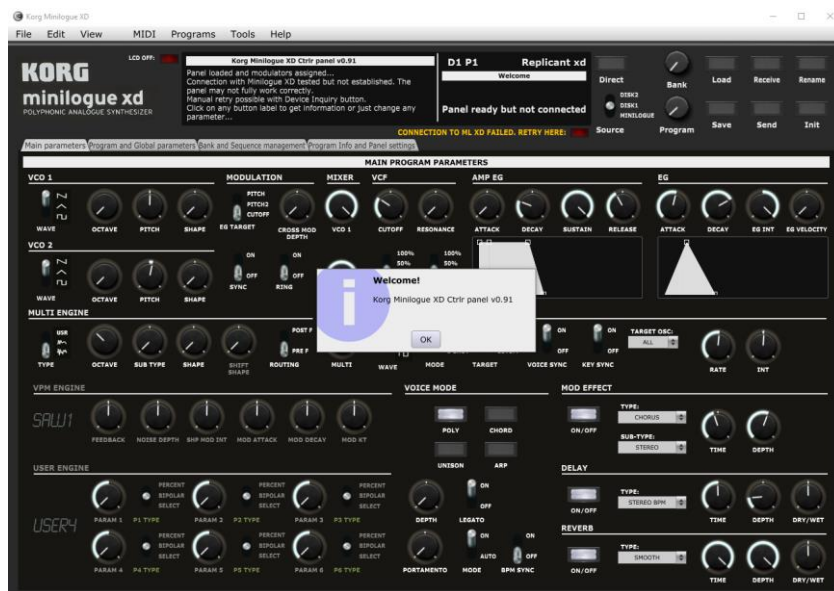 Korg Minilogue XD
File Edit View MIDI Programs Tools Help
KORG
minilogue xd
POLYPHONIC ANALOGUE SYNTHESIZER
LCD OFF:
Korg Minilogue XD Ctrlr panel v0.91
Panel loaded and modulators assigned...
Connection with Minilogue XD tested but not established. The
panel may not fully work correctly.
Manual retry possible with Device Inquiry button.
Click on any button label to get information or just change any
parameter...
D1 P1 Replicant xd
Welcome
Panel ready but not connected
CONNECTION TO ML XD FAILED. RETRY HERE:
Direct Bank Load Receive Rename
DISK2
DISK1
MINILOGUE
Source Program Save Send Init
Main parameters Program and Global parameters Bank and Sequence management Program Info and Panel settings
MAIN PROGRAM PARAMETERS
VCO 1 MODULATION MIXER VCF AMP EG EG
PITCH
PITCH2
CUTOFF
WAVE OCTAVE PITCH SHAPE EG TARGET CROSS MOD DEPTH VCO 1 CUTOFF RESONANCE ATTACK DECAY SUSTAIN RELEASE ATTACK DECAY EG INT EG VELOCITY
VCO 2
ON ON 100% 100%
50% 50%
OFF OFF
WAVE OCTAVE PITCH SHAPE SYNC RING
Welcome!
Korg Minilogue XD Ctrlr panel v0.91
OK
MULTI ENGINE
USR POST F ON ON TARGET OSC:
ALL
PRE F OFF OFF
TYPE OCTAVE SUB TYPE SHAPE SHIFT SHAPE ROUTING MULTI WAVE MODE TARGET VOICE SYNC KEY SYNC RATE INT
VPM ENGINE
SAW1
FEEDBACK NOISE DEPTH SHP MOD INT MOD ATTACK MOD DECAY MOD KT
VOICE MODE
POLY CHORD
UNISON ARP
MOD EFFECT
TYPE:
CHORUS
ON/OFF SUB-TYPE: TIME DEPTH
STEREO
USER ENGINE
USER4
PERCENT PERCENT PERCENT
BIPOLAR BIPOLAR BIPOLAR
SELECT SELECT SELECT
PARAM 1 P1 TYPE PARAM 2 P2 TYPE PARAM 3 P3 TYPE
PERCENT PERCENT PERCENT
BIPOLAR BIPOLAR BIPOLAR
SELECT SELECT SELECT
PARAM 4 P4 TYPE PARAM 5 P5 TYPE PARAM 6 P6 TYPE
ON
OFF
DEPTH LEGATO
ON ON
AUTO OFF
PORTAMENTO MODE BPM SYNC
DELAY
TYPE:
STEREO BPM
ON/OFF TIME DEPTH DRY/WET
REVERB
TYPE:
SMOOTH
ON/OFF TIME DEPTH DRY/WET